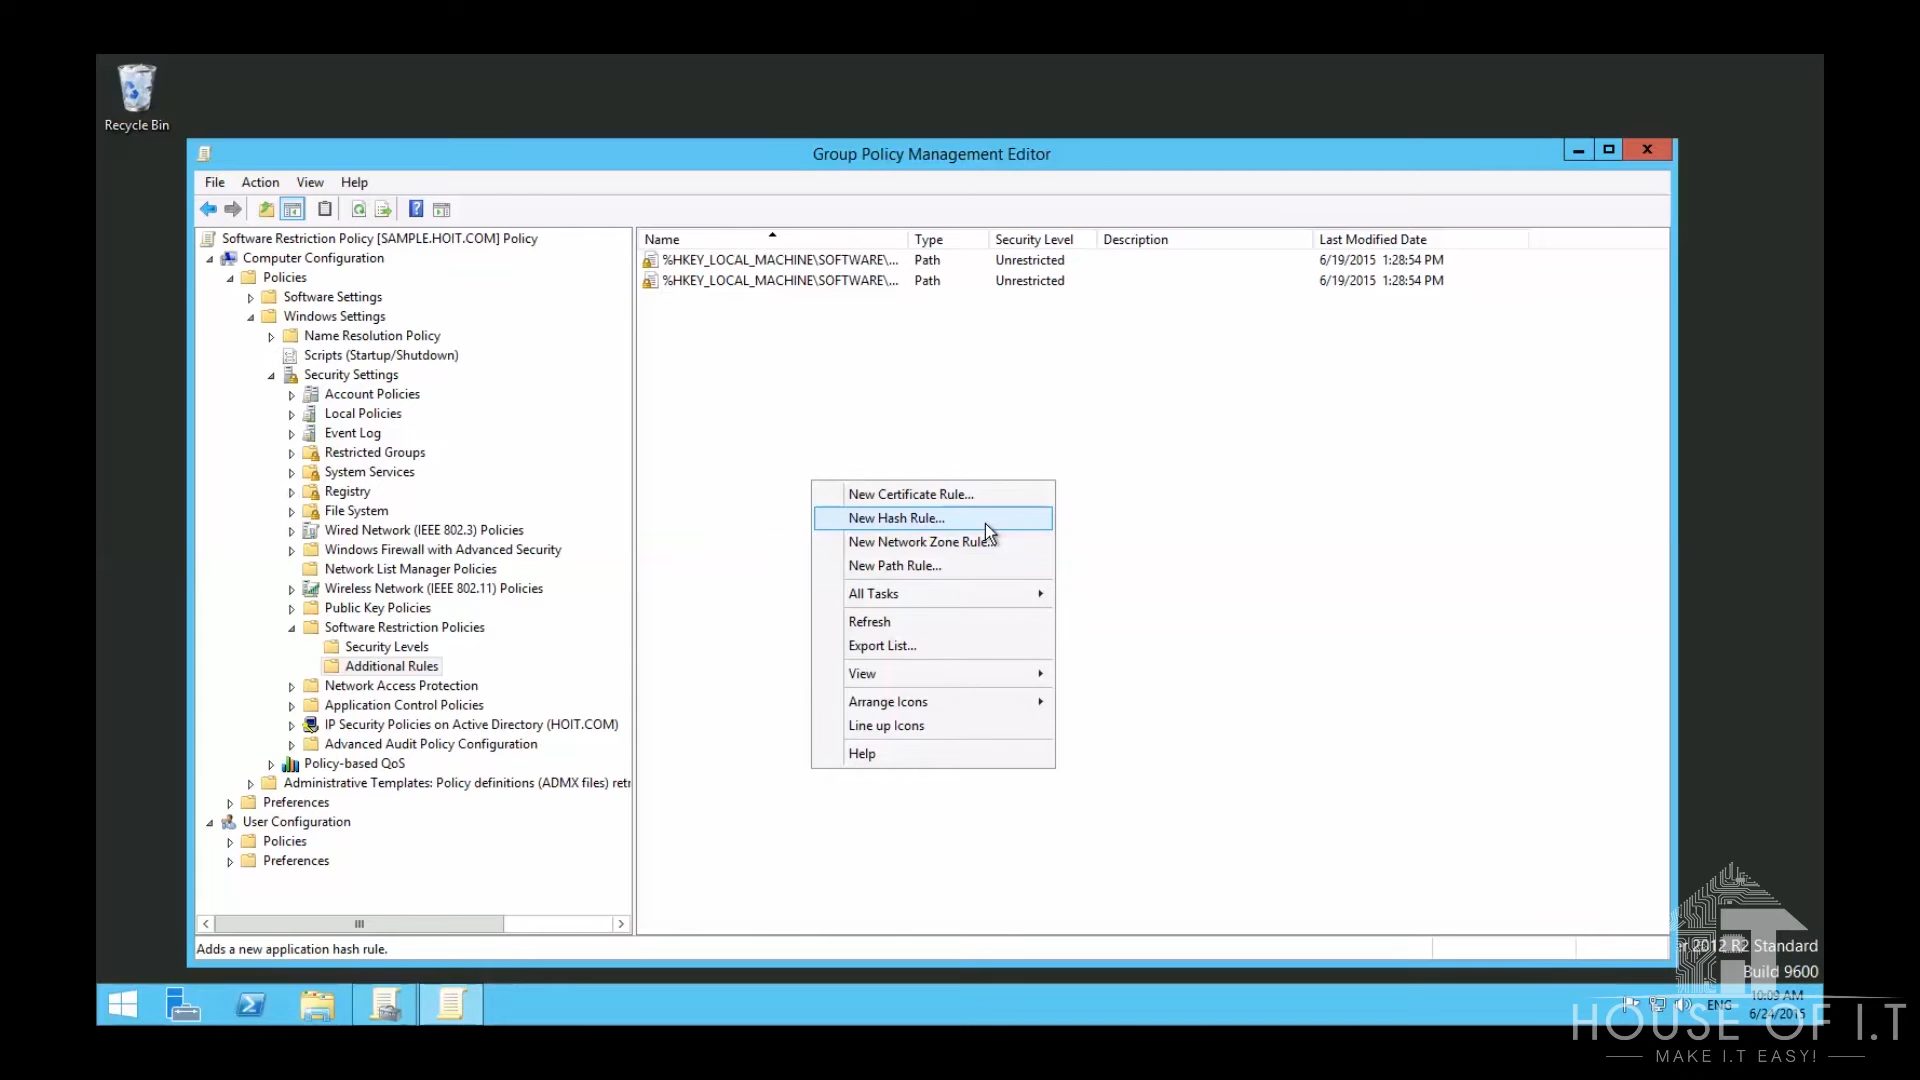 Recycle Bin
Group Policy Management Editor
File Action View Help
Software Restriction Policy [SAMPLE.HOIT.COM] Policy
Computer Configuration
Policies
Software Settings
Windows Settings
Name Resolution Policy
Scripts (Startup/Shutdown)
Security Settings
Account Policies
Local Policies
Event Log
Restricted Groups
System Services
Registry
File System
Wired Network (IEEE 802.3) Policies
Windows Firewall with Advanced Security
Network List Manager Policies
Wireless Network (IEEE 802.11) Policies
Public Key Policies
Software Restriction Policies
Security Levels
Additional Rules
Network Access Protection
Application Control Policies
IP Security Policies on Active Directory (HOIT.COM)
Advanced Audit Policy Configuration
Policy-based QoS
Administrative Templates: Policy definitions (ADMX files) retr
Preferences
User Configuration
Policies
Preferences
Name Type Security Level Description Last Modified Date
%HKEY_LOCAL_MACHINE\SOFTWARE\... Path Unrestricted 6/19/2015 1:28:54 PM
%HKEY_LOCAL_MACHINE\SOFTWARE\... Path Unrestricted 6/19/2015 1:28:54 PM
New Certificate Rule...
New Hash Rule...
New Network Zone Rule...
New Path Rule...
All Tasks
Refresh
Export List...
View
Arrange Icons
Line up Icons
Help
Adds a new application hash rule.
2012 R2 Standard
Build 9600
ENG
10:09 AM
6/24/2015
HOUSE OF I.T
MAKE I.T EASY!